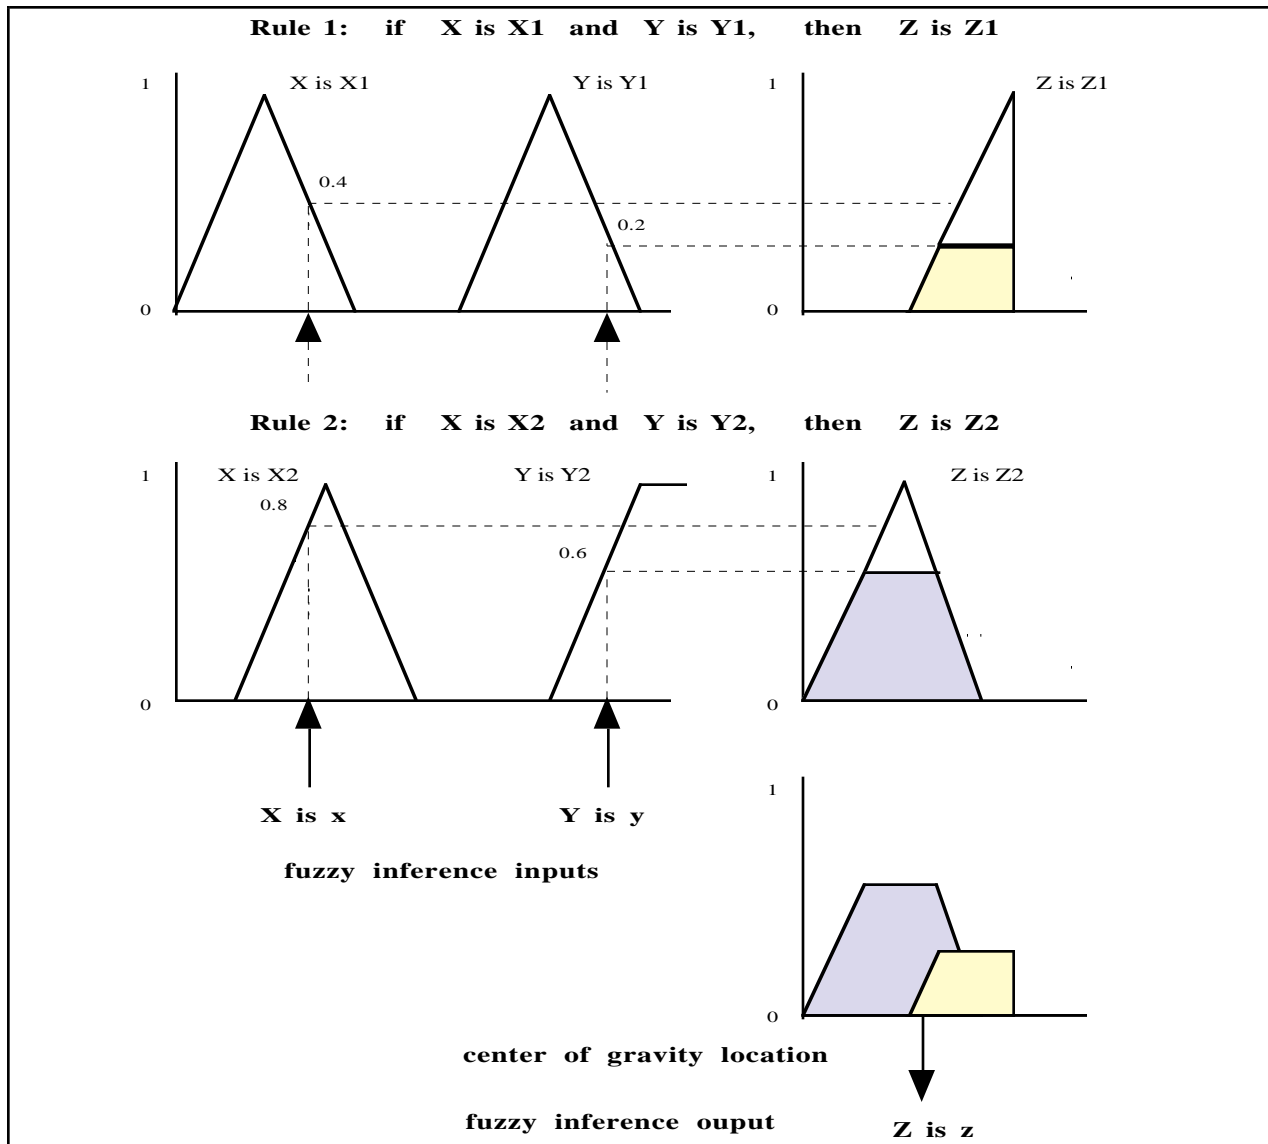 Rule 1: if X is X1 and Y is Y1, then Z is Z1
1 X is X1 Y is Y1 1 Z is Z1
0.4
0.2
0 0
Rule 2: if X is X2 and Y is Y2, then Z is Z2
1 X is X2 Y is Y2 1 Z is Z2
0.8
0.6
0 0
1
X is x Y is y
fuzzy inference inputs
0
center of gravity location
fuzzy inference ouput Z is z